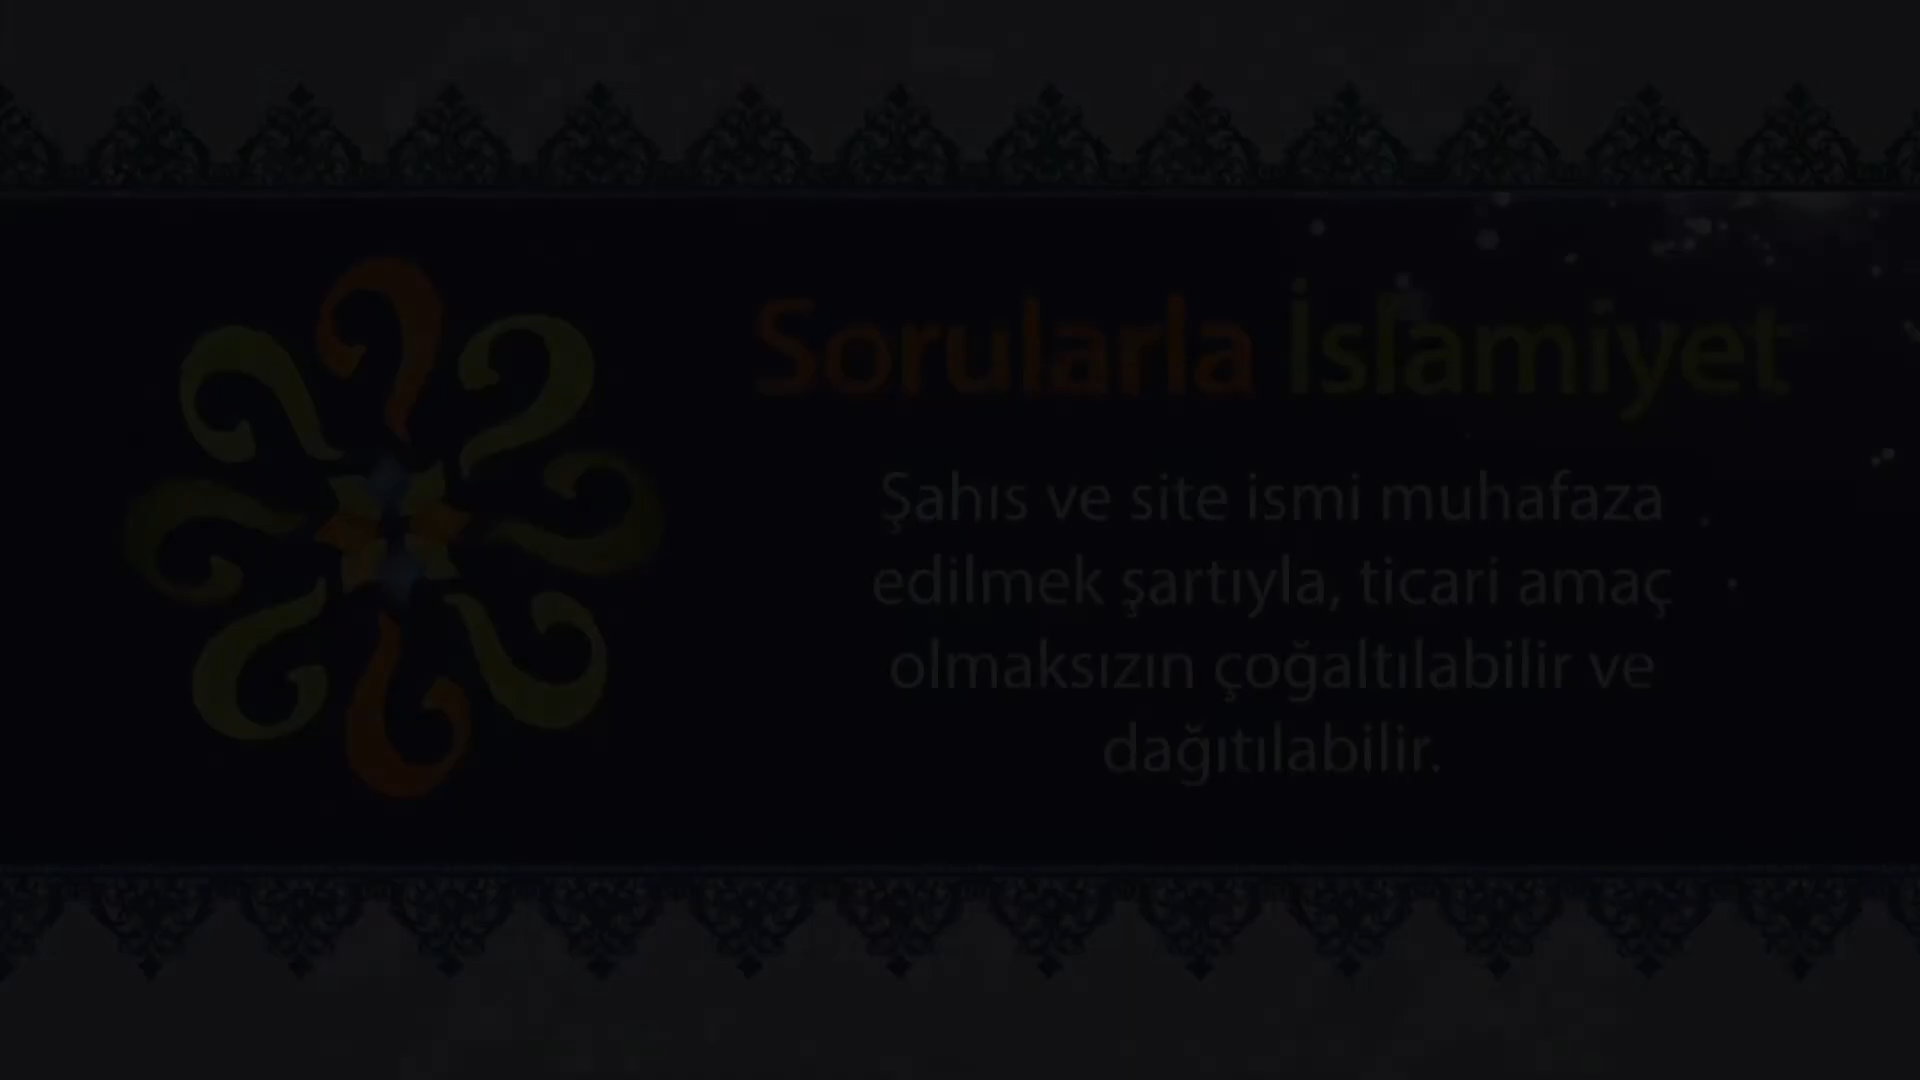 Sorularla İslamiyet
Şahıs ve site ismi muhafaza
edilmek şartıyla, ticari amaç
olmaksızın çoğaltılabilir ve
dağıtılabilir.